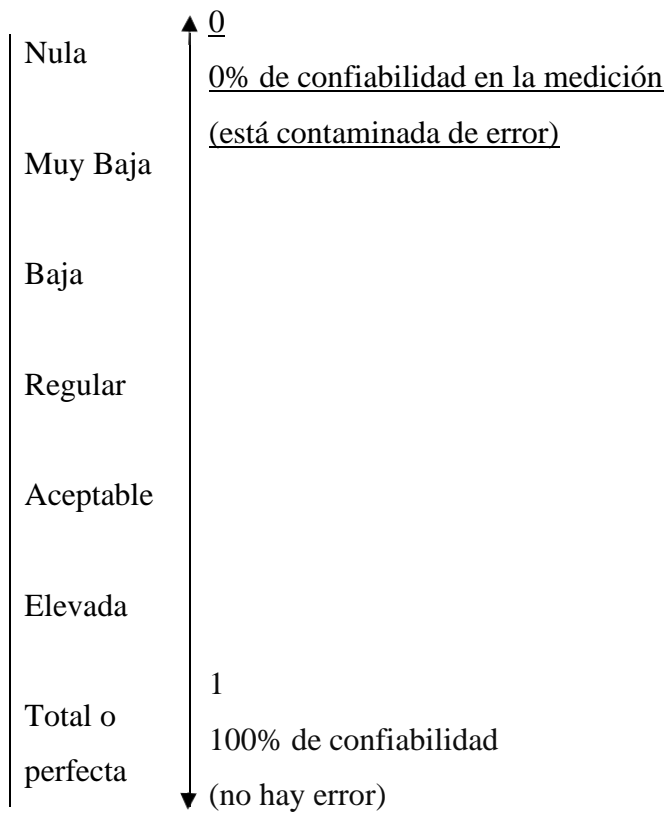 0
Nula
0% de confiabilidad en la medición
(está contaminada de error)
Muy Baja
Baja
Regular
Aceptable
Elevada
1
Total o
100% de confiabilidad
perfecta
(no hay error)